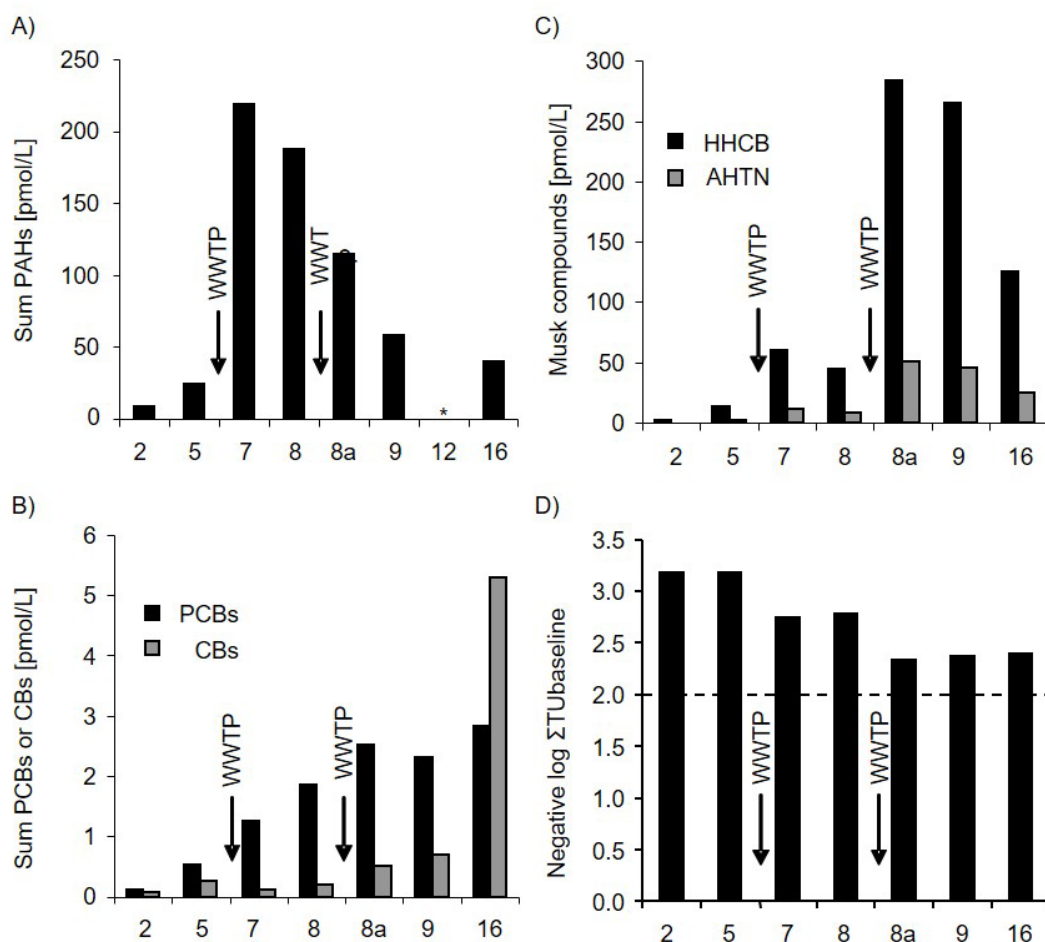 A)
Sum PAHs [pmol/L]
250
200
150
100
50
0
WWTP
WWT
*
2 5 7 8 8a 9 12 16
C)
Musk compounds [pmol/L]
300
250
200
150
100
50
0
HHCB
AHTN
WWTP
WWTP
2 5 7 8 8a 9 16
B)
Sum PCBs or CBs [pmol/L]
6
5
4
3
2
1
0
PCBs
CBs
WWTP
WWTP
2 5 7 8 8a 9 16
D)
Negative log ΣTUbaseline
3.5
3.0
2.5
2.0
1.5
1.0
0.5
0.0
WWTP
WWTP
2 5 7 8 8a 9 16